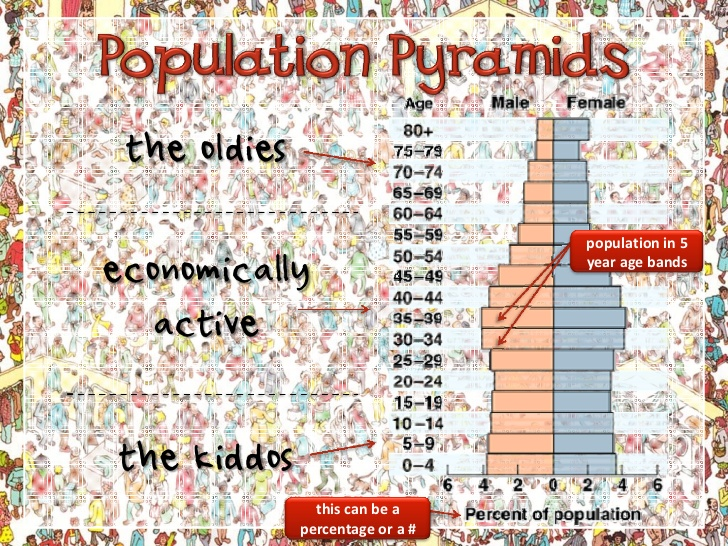 Population Pyramids
Age Male Female
the oldies
economically
active
the kiddos
80+
75–79
70–74
65–69
60–64
55–59
50–54
45–49
40–44
35–39
30–34
25–29
20–24
15–19
10–14
5–9
0–4
population in 5
year age bands
6 4 2 0 2 4 6
this can be a
percentage or a #
Percent of population